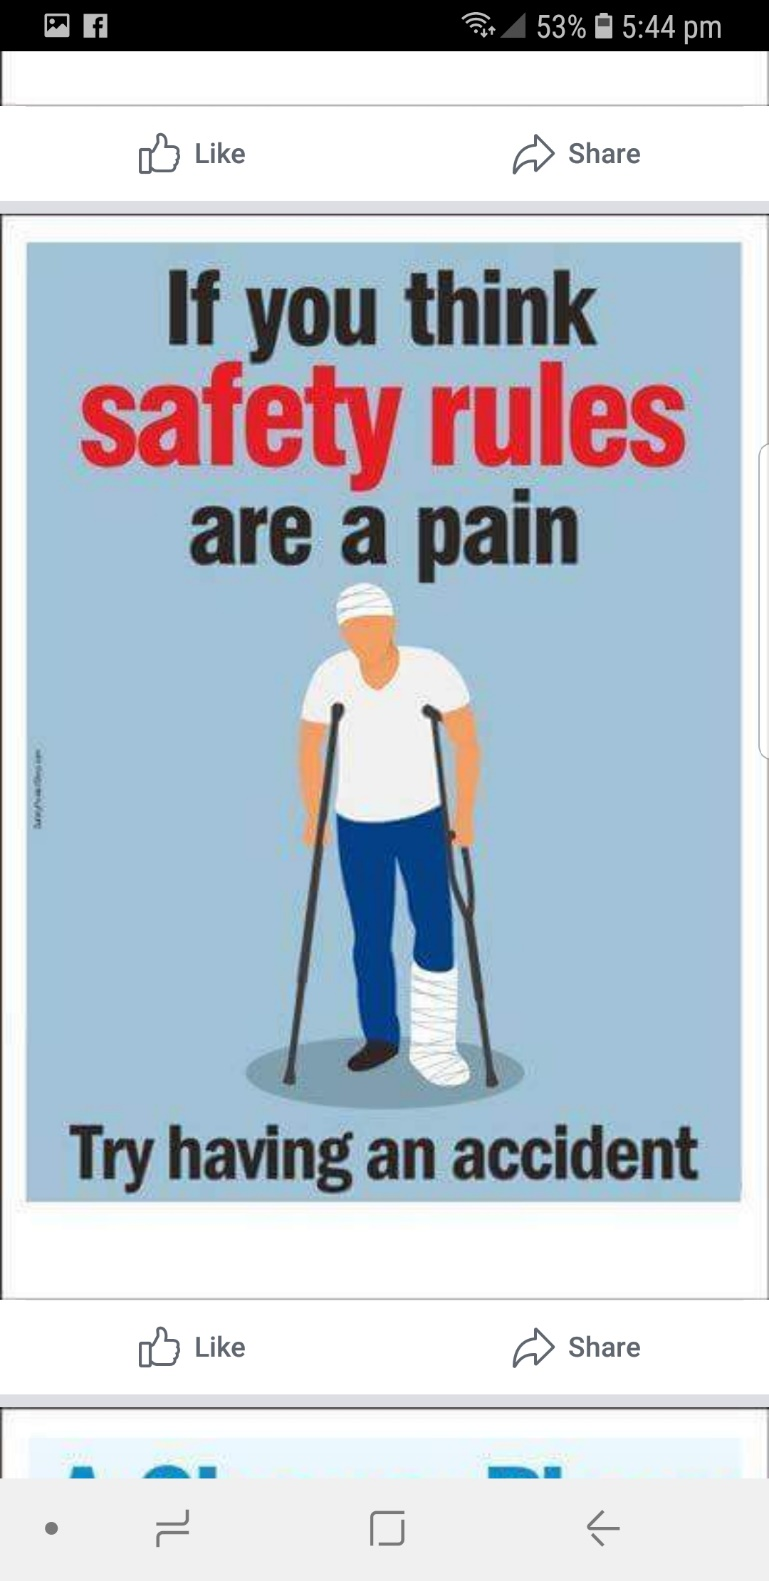 53% 5:44 pm
Like Share
If you think
safety rules
are a pain
Try having an accident
Like Share